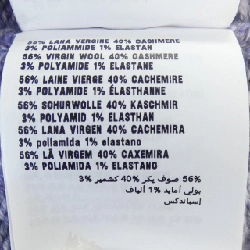 56% LANA VERGINE 40% CASHMERE
3% POLIAMMIDE 1% ELASTAN
56% VIRGIN WOOL 40% CASHMERE
3% POLYAMIDE 1% ELASTANE
56% LAINE VIERGE 40% CACHEMIRE
3% POLYAMIDE 1% ÉLASTHANNE
56% SCHURWOLLE 40% KASCHMIR
3% POLYAMID 1% ELASTHAN
56% LANA VIRGEN 40% CACHEMIRA
3% poliamida 1% elastano
56% LÃ VIRGEM 40% CAXEMIRA
3% POLIAMIDA 1% ELASTANO
56% صوف بكر 40% كشمير 3%
بولي أمايد 1% ألياف
إسباندكس